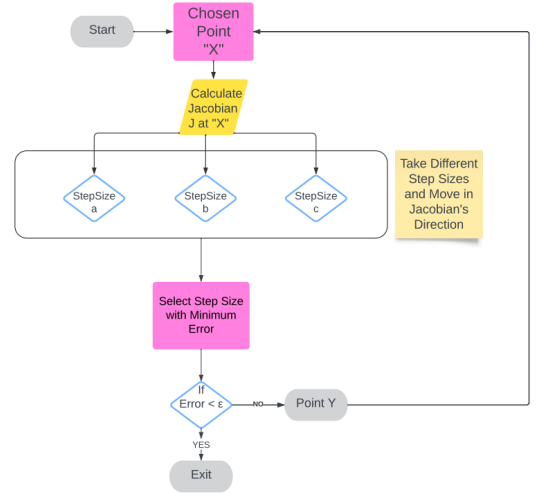 Start
Chosen
Point
"X"
Calculate
Jacobian
J at "X"
StepSize
a
StepSize
b
StepSize
c
Take Different
Step Sizes
and Move in
Jacobian's
Direction
Select Step Size
with Minimum
Error
If
Error < ε
NO
Point Y
YES
Exit